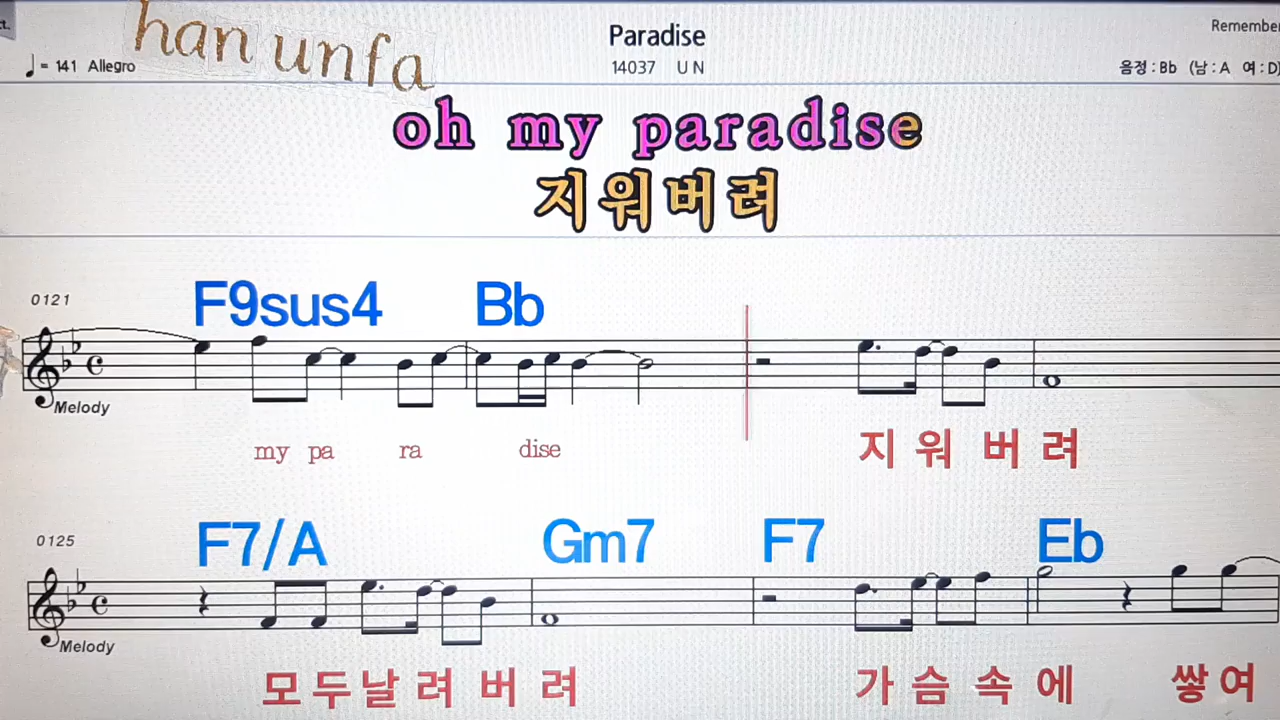 ct.
han unfa
Paradise
Remember
♩= 141 Allegro
14037 U N
음정 : Bb (남 : A 여 : D)
oh my paradise
지워버려
0121
F9sus4 Bb
Melody
my pa ra dise
지 워 버 려
0125
F7/A Gm7 F7 Eb
Melody
모두날 려 버 려 가 슴 속 에 쌓여